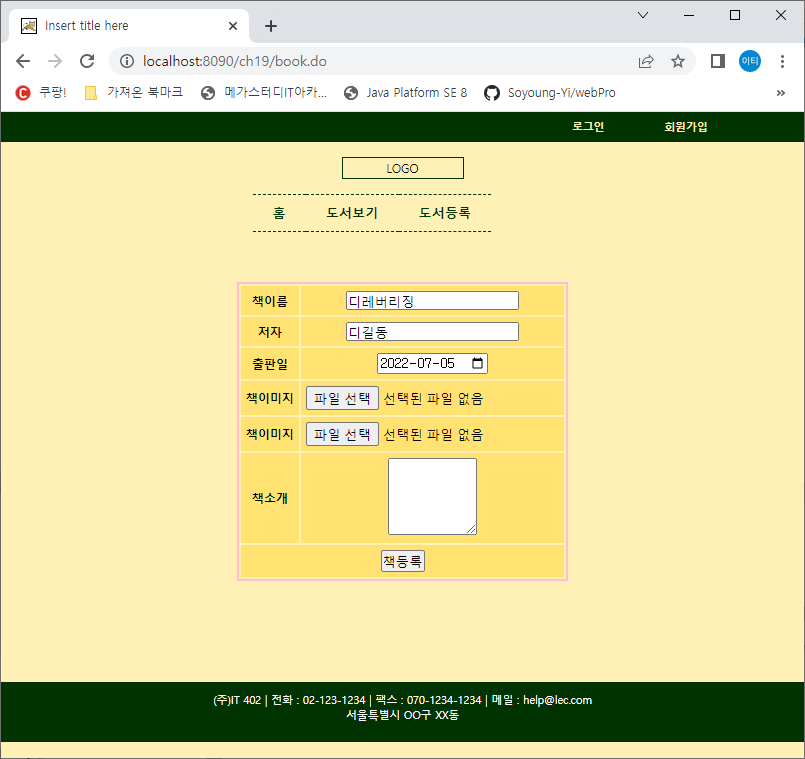 Insert title here
localhost:8090/ch19/book.do
이티
쿠팡!
가져온 북마크
메가스터디IT아카...
Java Platform SE 8
Soyoung-Yi/webPro
»
로그인 회원가입
LOGO
홈 도서보기 도서등록
책이름 디레버리징
저자 디길동
출판일 2022-07-05
책이미지 파일 선택 선택된 파일 없음
책이미지 파일 선택 선택된 파일 없음
책소개
책등록
(주)IT 402 | 전화 : 02-123-1234 | 팩스 : 070-1234-1234 | 메일 : help@lec.com
서울특별시 OO구 XX동